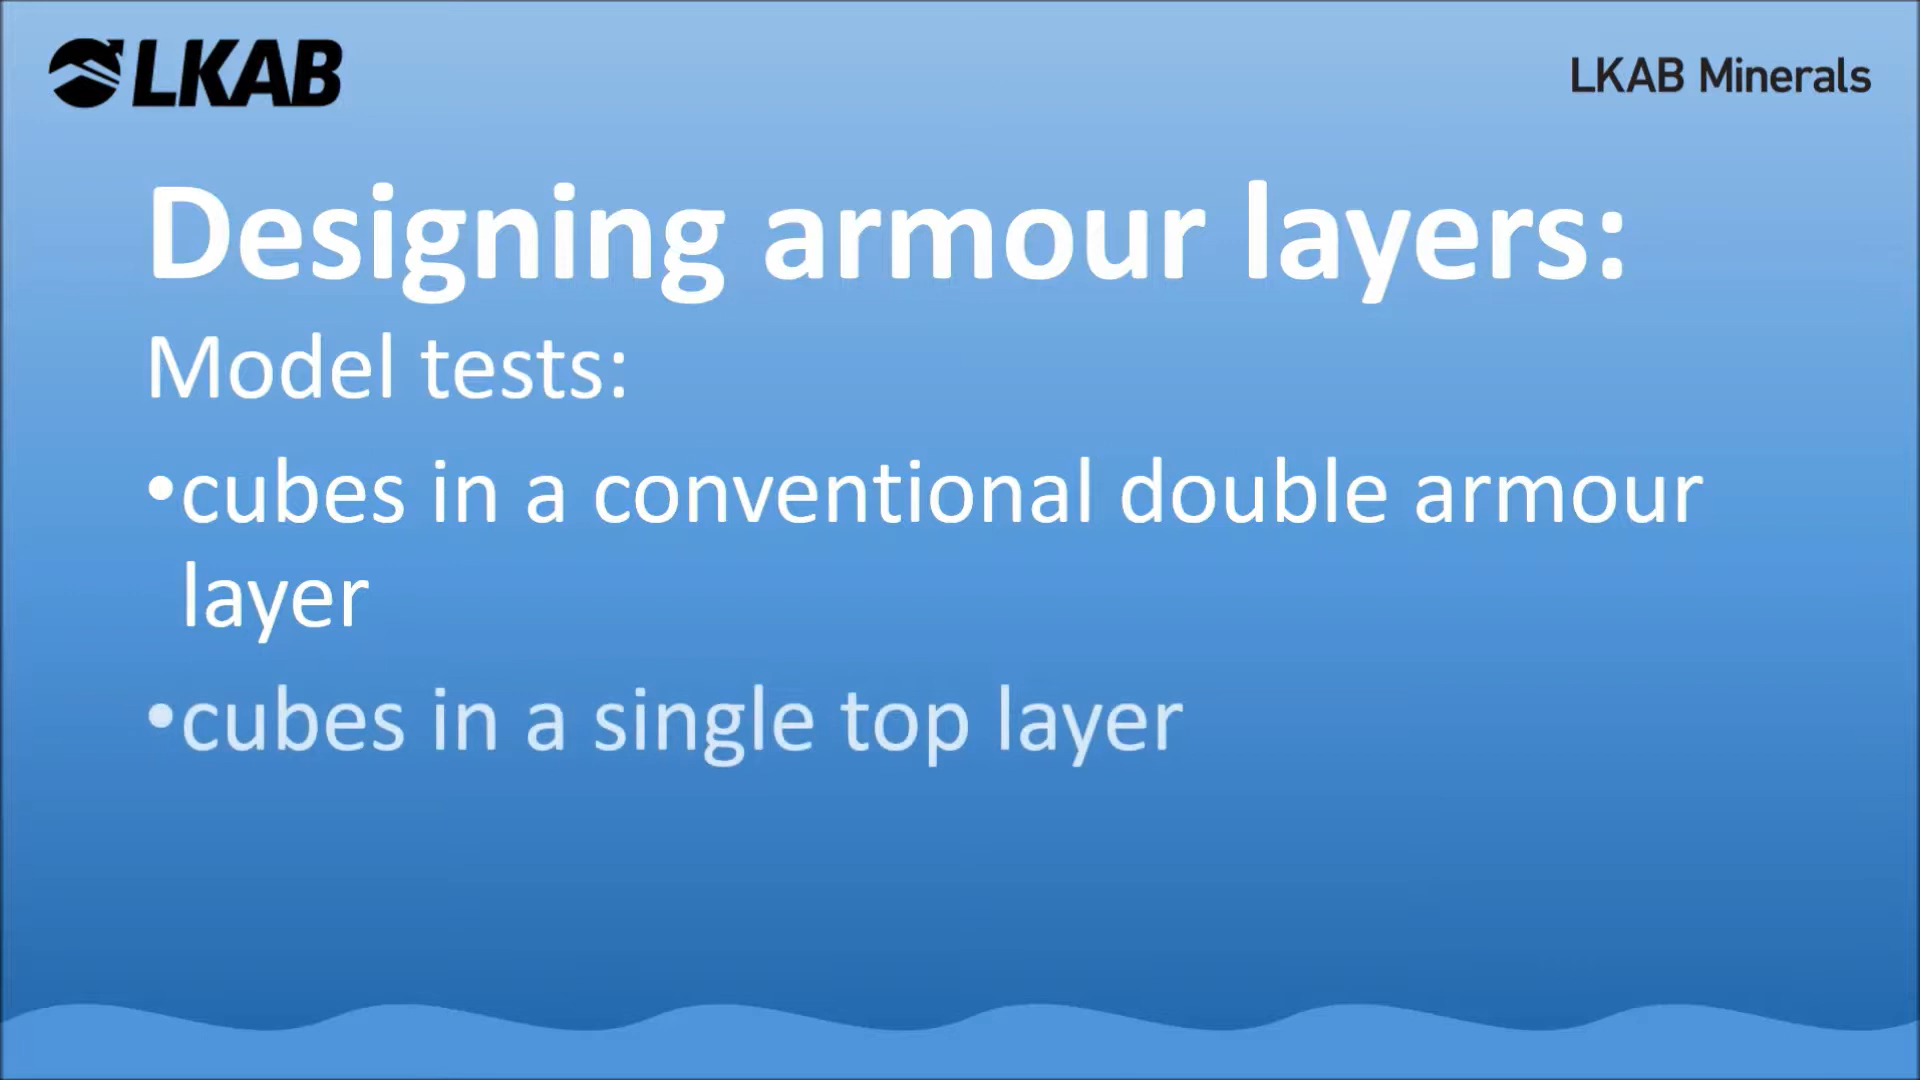 LKAB
LKAB Minerals
Designing armour layers:
Model tests:
•cubes in a conventional double armour
layer
•cubes in a single top layer